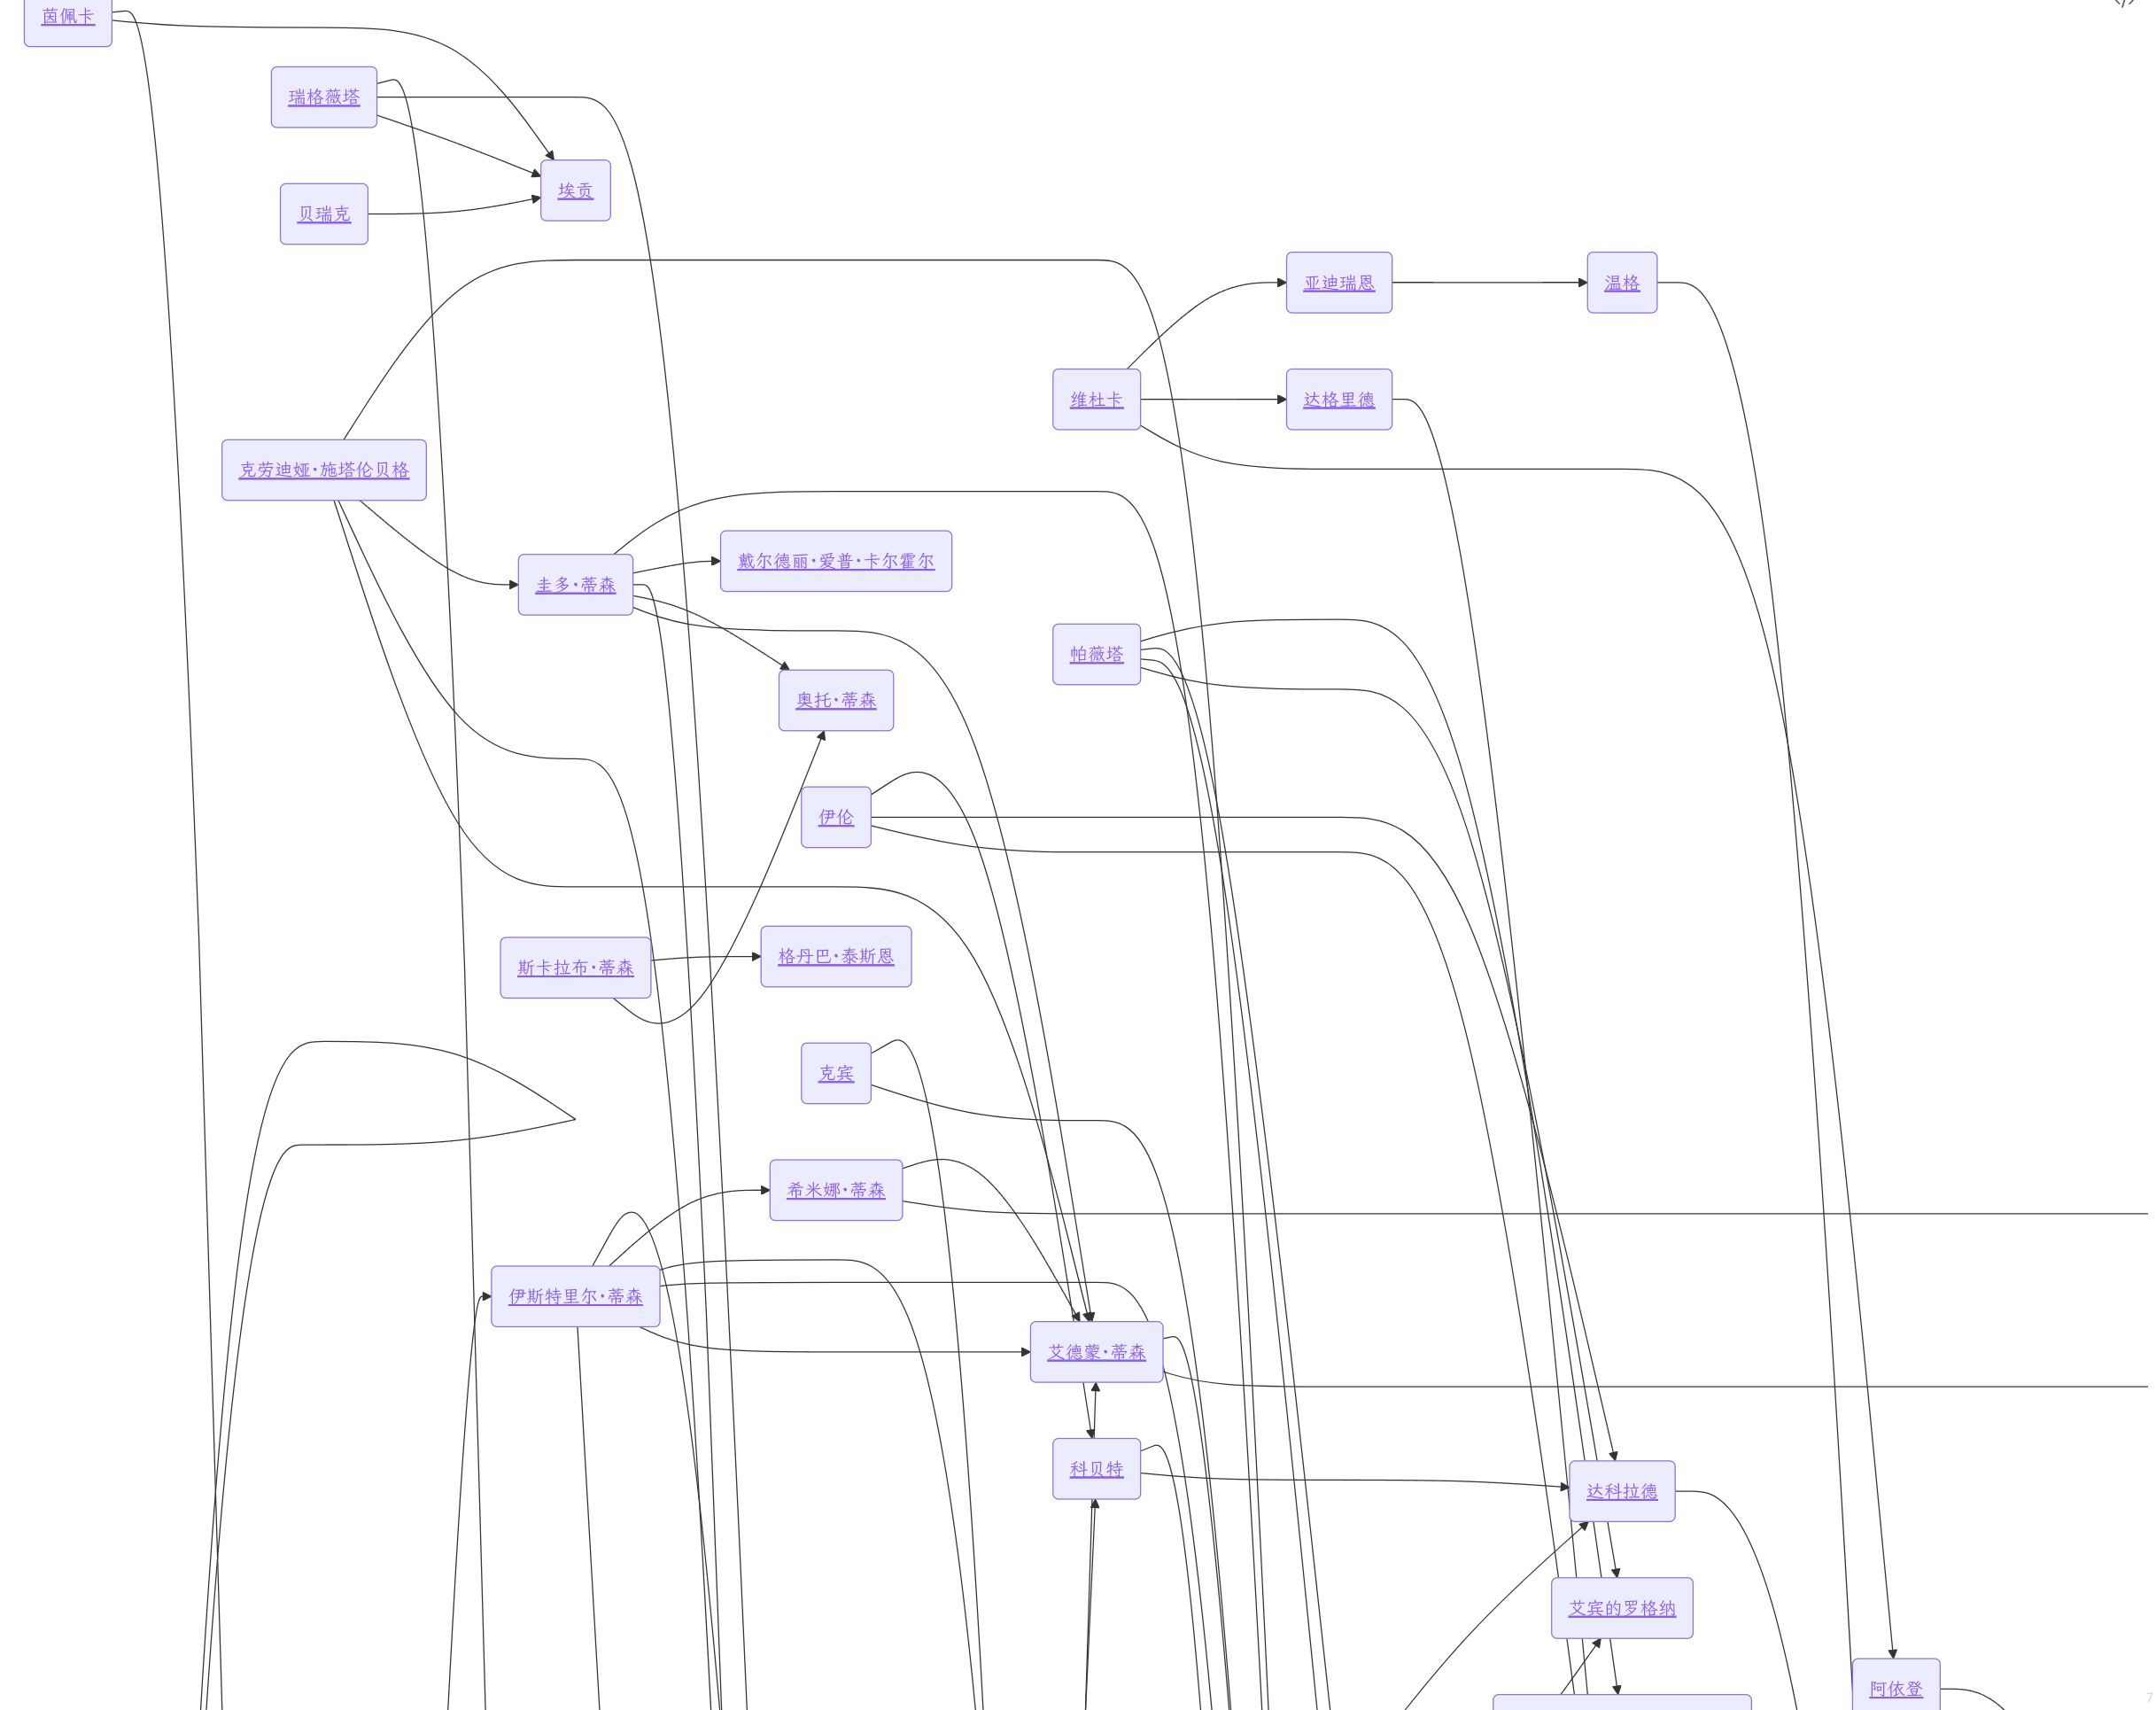 茵佩卡
</>
瑞格薇塔
埃贡
贝瑞克
亚迪瑞恩
温格
维杜卡
达格里德
克劳迪娅·施塔伦贝格
戴尔德丽·爱普·卡尔霍尔
圭多·蒂森
帕薇塔
奥托·蒂森
伊伦
格丹巴·泰斯恩
斯卡拉布·蒂森
克宾
希米娜·蒂森
伊斯特里尔·蒂森
艾德蒙·蒂森
科贝特
达科拉德
艾宾的罗格纳
阿依登
7